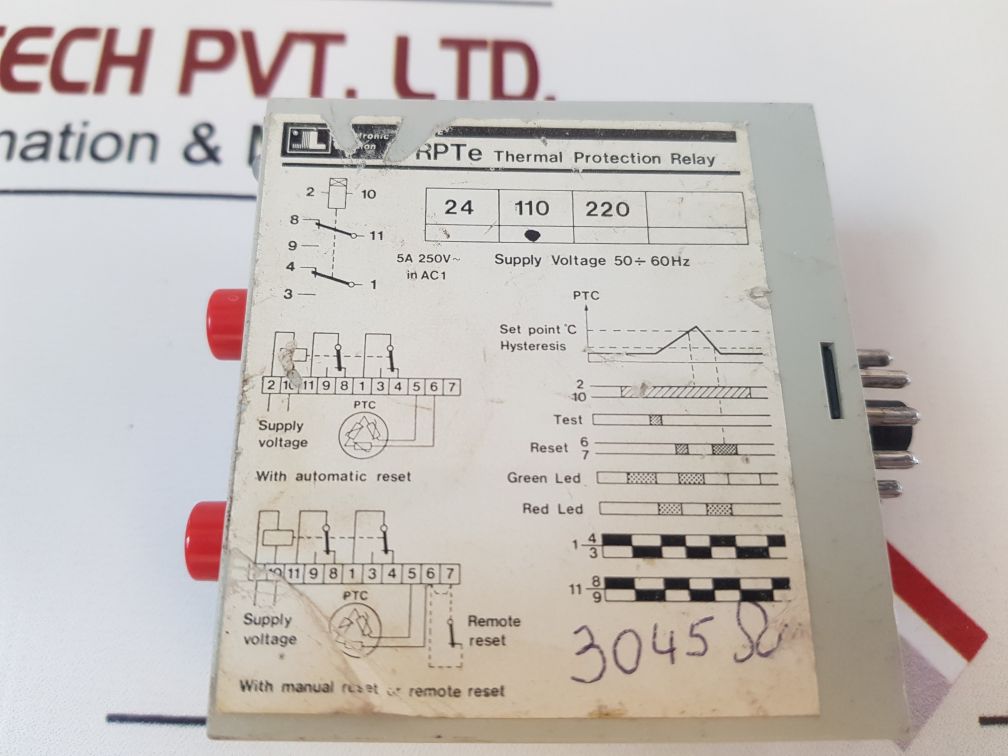 TECH PVT. LTD.
mation &
RPTe Thermal Protection Relay
2 10
8
11
9
4
1
3
24 110 220
5A 250V~
in AC1
Supply Voltage 50÷60Hz
PTC
Set point °C
Hysteresis
2
10
Test
Reset 6
7
Green Led
Red Led
1 4
3
11 8
9
2 10 11 9 8 1 3 4 5 6 7
PTC
Supply
voltage
With automatic reset
10 11 9 8 1 3 4 5 6 7
PTC
Supply
voltage
Remote
reset
With manual reset or remote reset
3045